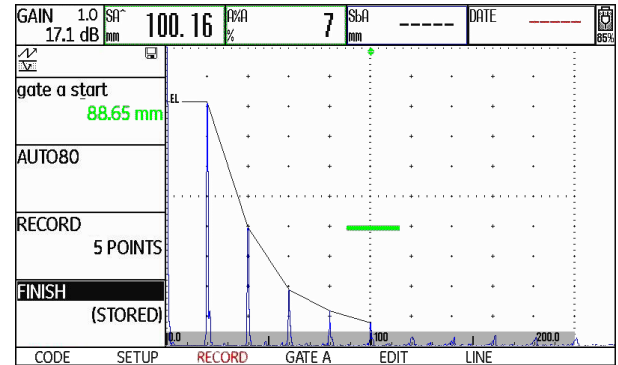 GAIN 1.0
17.1 dB
SA^
mm
100.16
A%A
%
7
SbA
mm
-----
DATE
------
85%
gate a start
88.65 mm
EL
AUTO80
RECORD
5 POINTS
FINISH
(STORED)
0.0 100 200.0
CODE SETUP RECORD GATE A EDIT LINE